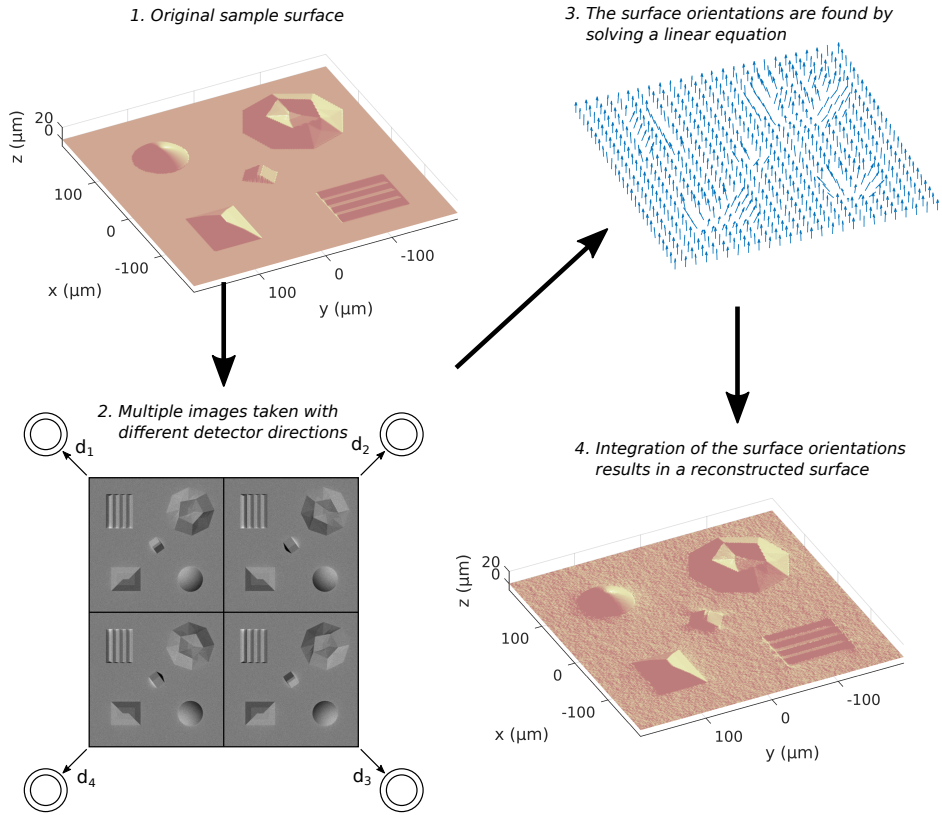 1. Original sample surface
z (µm)
20
0
100
0
-100
x (µm)
100
0
-100
y (µm)
2. Multiple images taken with
different detector directions
d1
d2
d4
d3
3. The surface orientations are found by
solving a linear equation
4. Integration of the surface orientations
results in a reconstructed surface
z (µm)
20
0
100
0
-100
x (µm)
100
0
-100
y (µm)